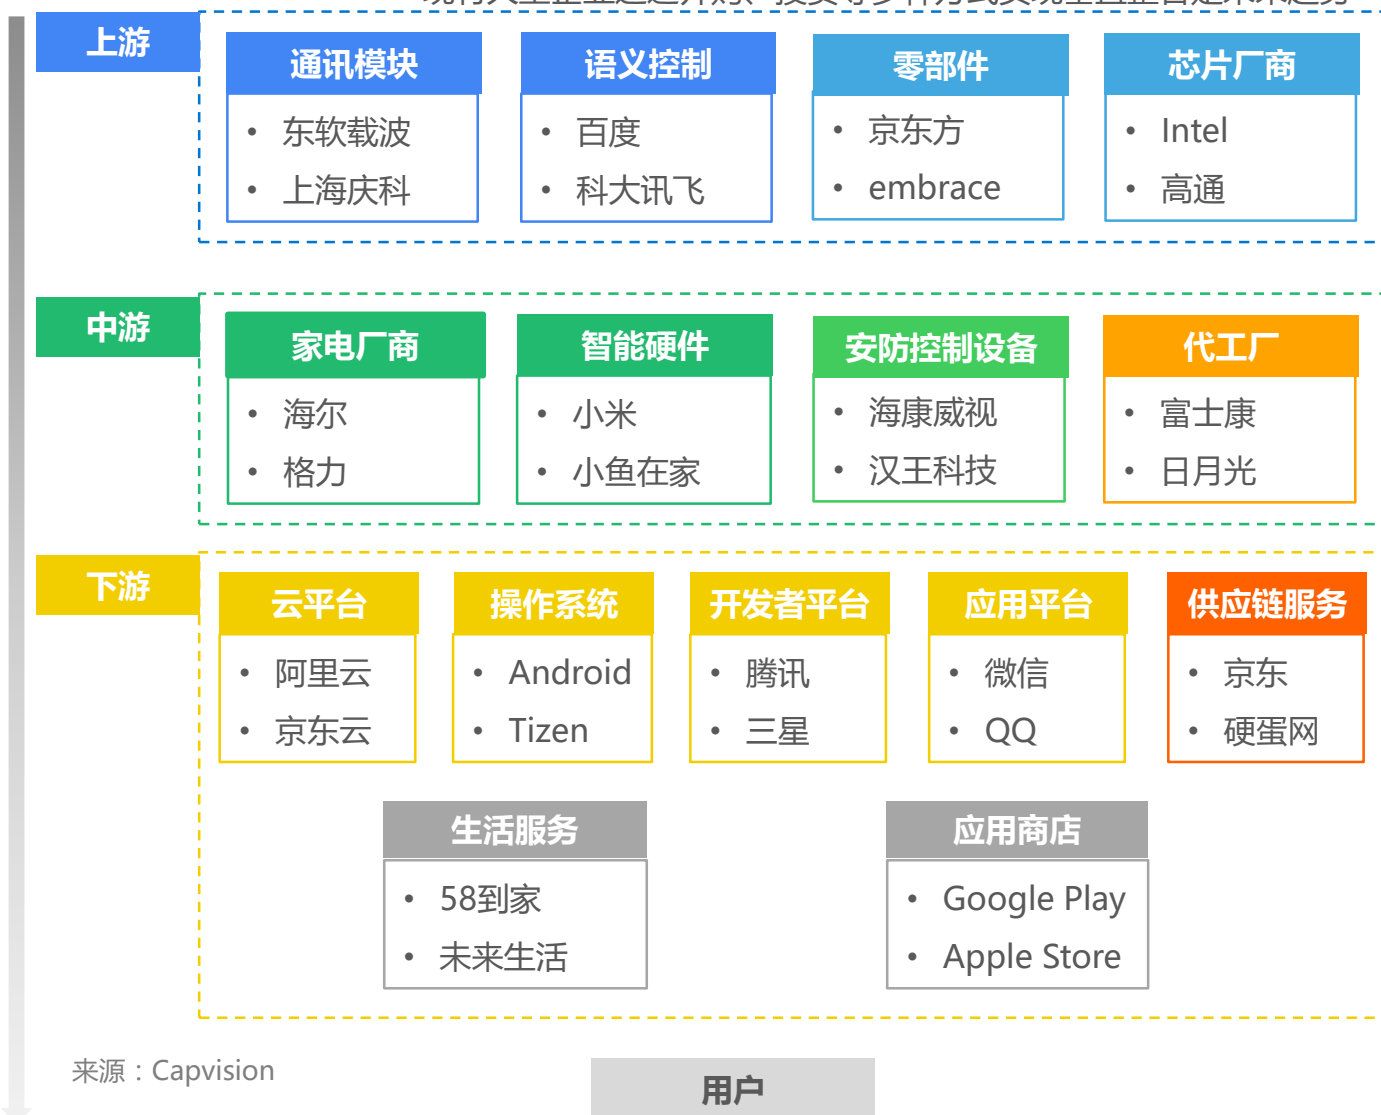 上游
通讯模块 语义控制 零部件 芯片厂商
• 东软载波 • 百度 • 京东方 • Intel
• 上海庆科 • 科大讯飞 • embrace • 高通
中游
家电厂商 智能硬件 安防控制设备 代工厂
• 海尔 • 小米 • 海康威视 • 富士康
• 格力 • 小鱼在家 • 汉王科技 • 日月光
下游
云平台 操作系统 开发者平台 应用平台 供应链服务
• 阿里云 • Android • 腾讯 • 微信 • 京东
• 京东云 • Tizen • 三星 • QQ • 硬蛋网
生活服务 应用商店
• 58到家 • Google Play
• 未来生活 • Apple Store
来源：Capvision
用户